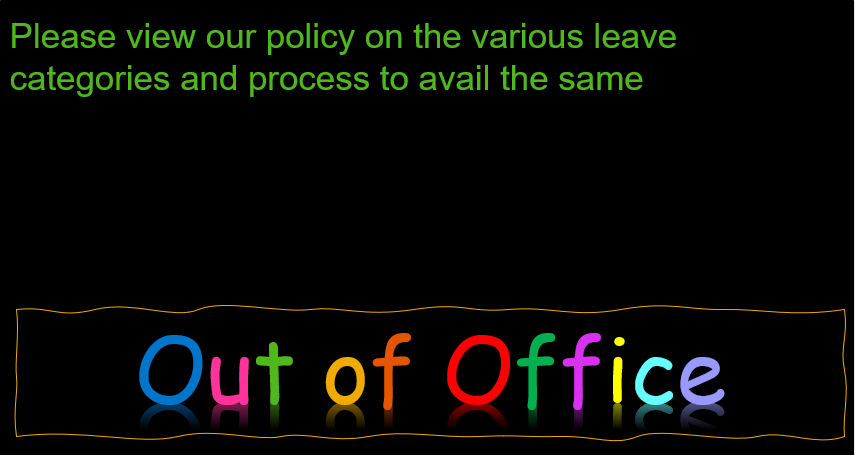 Please view our policy on the various leave
categories and process to avail the same
Out of Office